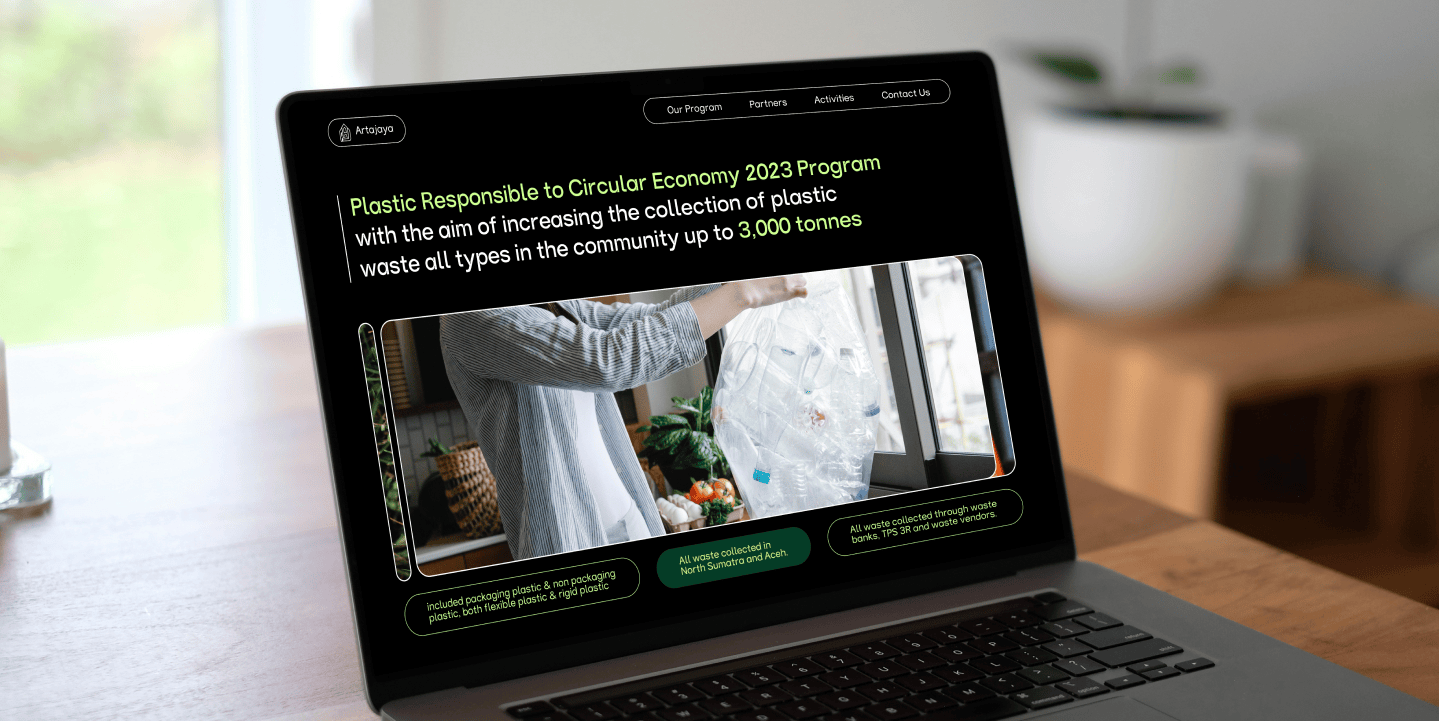 Artajaya
Our Program
Partners
Activities
Contact Us
Plastic Responsible to Circular Economy 2023 Program
with the aim of increasing the collection of plastic
waste all types in the community up to 3,000 tonnes
included packaging plastic & non packaging
plastic, both flexible plastic & rigid plastic
All waste collected in
North Sumatra and Aceh.
All waste collected through waste
banks, TPS 3R and waste vendors.